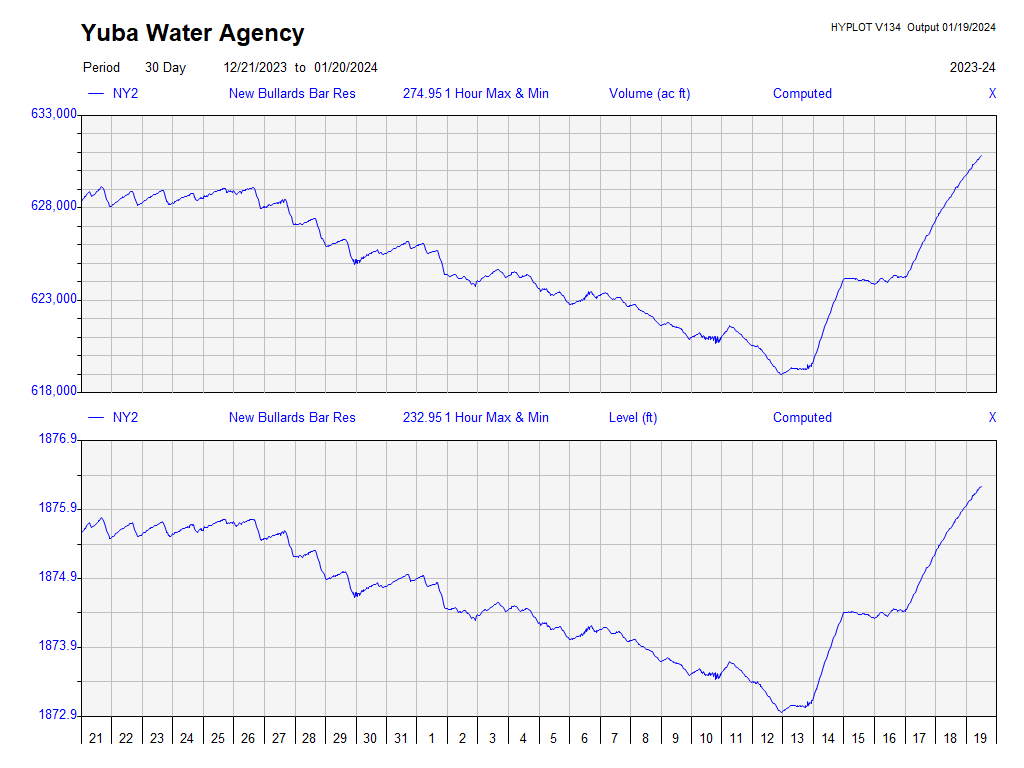 Yuba Water Agency
HYPLOT V134 Output 01/19/2024
Period 30 Day 12/21/2023 to 01/20/2024 2023-24
NY2 New Bullards Bar Res 274.95 1 Hour Max & Min Volume (ac ft) Computed X
633,000
628,000
623,000
618,000
NY2 New Bullards Bar Res 232.95 1 Hour Max & Min Level (ft) Computed X
1876.9
1875.9
1874.9
1873.9
1872.9
21 22 23 24 25 26 27 28 29 30 31 1 2 3 4 5 6 7 8 9 10 11 12 13 14 15 16 17 18 19